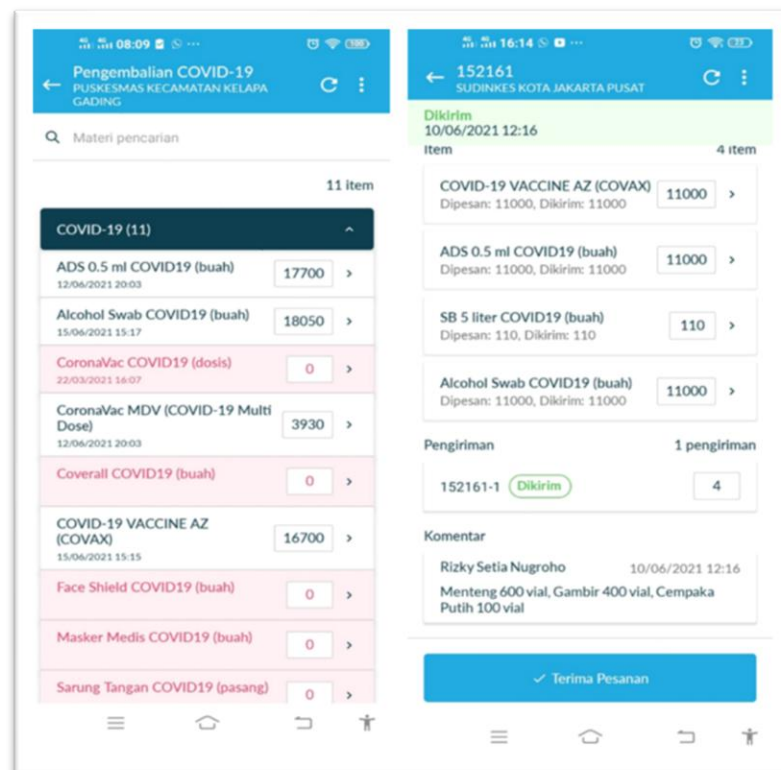 08:09
100
Pengembalian COVID-19
PUSKESMAS KECAMATAN KELAPA
GADING
Materi pencarian
11 item
COVID-19 (11)
ADS 0.5 ml COVID19 (buah)
17700
12/06/2021 20:03
Alcohol Swab COVID19 (buah)
18050
15/06/2021 15:17
CoronaVac COVID19 (dosis)
0
22/03/2021 16:07
CoronaVac MDV (COVID-19 Multi
Dose)
3930
12/06/2021 20:03
Coverall COVID19 (buah)
0
COVID-19 VACCINE AZ
(COVAX)
16700
15/06/2021 15:15
Face Shield COVID19 (buah)
0
Masker Medis COVID19 (buah)
0
Sarung Tangan COVID19 (pasang)
0
16:14
23
152161
SUDINKES KOTA JAKARTA PUSAT
Dikirim
10/06/2021 12:16
Item 4 item
COVID-19 VACCINE AZ (COVAX)
11000
Dipesan: 11000, Dikirim: 11000
ADS 0.5 ml COVID19 (buah)
11000
Dipesan: 11000, Dikirim: 11000
SB 5 liter COVID19 (buah)
110
Dipesan: 110, Dikirim: 110
Alcohol Swab COVID19 (buah)
11000
Dipesan: 11000, Dikirim: 11000
Pengiriman 1 pengiriman
152161-1 Dikirim 4
Komentar
Rizky Setia Nugroho 10/06/2021 12:16
Menteng 600 vial, Gambir 400 vial, Cempaka
Putih 100 vial
Terima Pesanan